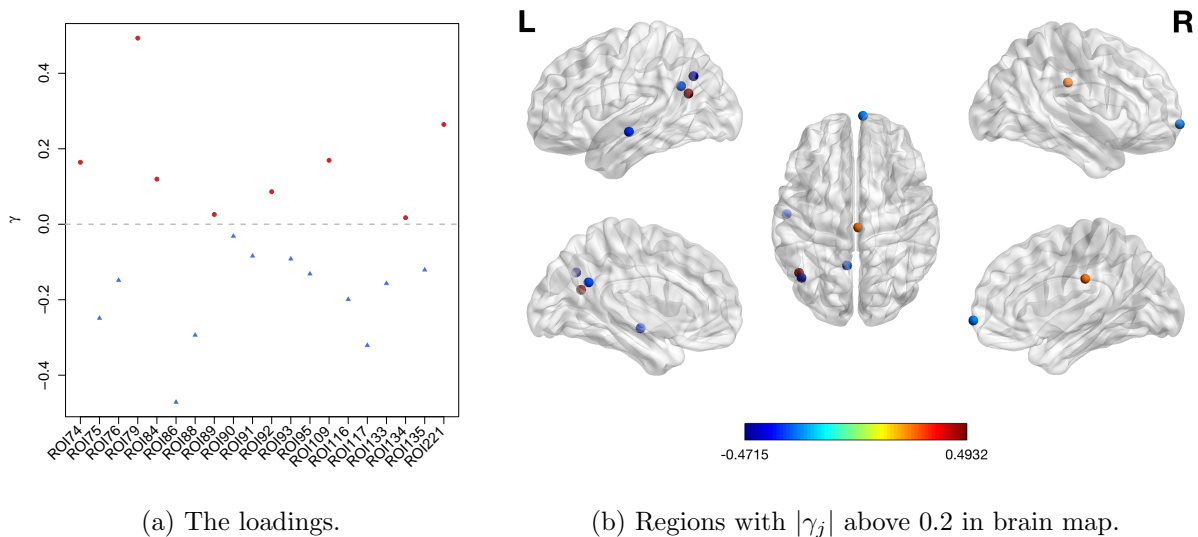 L
R
γ
0.4
0.2
0.0
−0.2
−0.4
ROI74
ROI75
ROI76
ROI79
ROI84
ROI86
ROI88
ROI89
ROI90
ROI91
ROI92
ROI93
ROI95
ROI109
ROI116
ROI117
ROI133
ROI134
ROI135
ROI221
-0.4715
0.4932
(a) The loadings.
(b) Regions with |γj| above 0.2 in brain map.